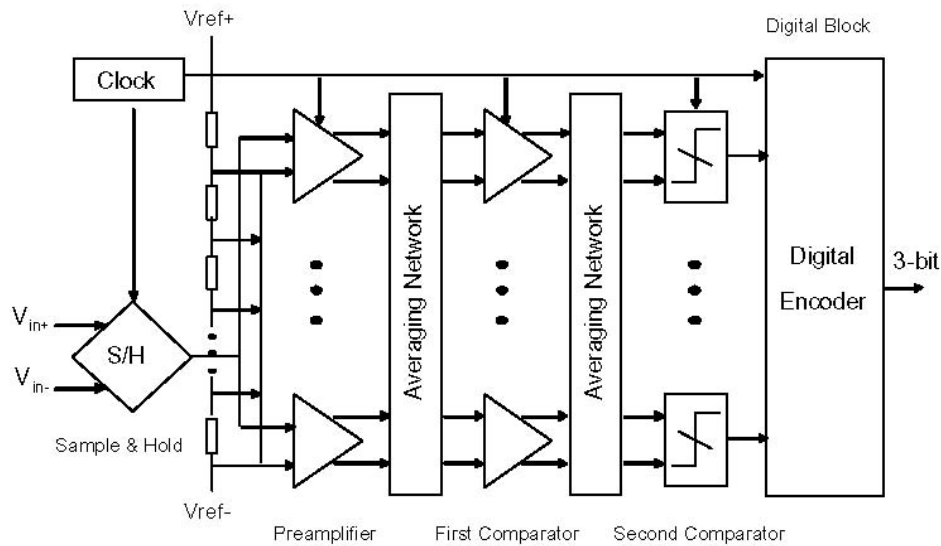 Vref+
Digital Block
Clock
Averaging Network
Averaging Network
Digital
Encoder
3-bit
Vin+
S/H
Vin-
Sample & Hold
Vref-
Preamplifier
First Comparator
Second Comparator